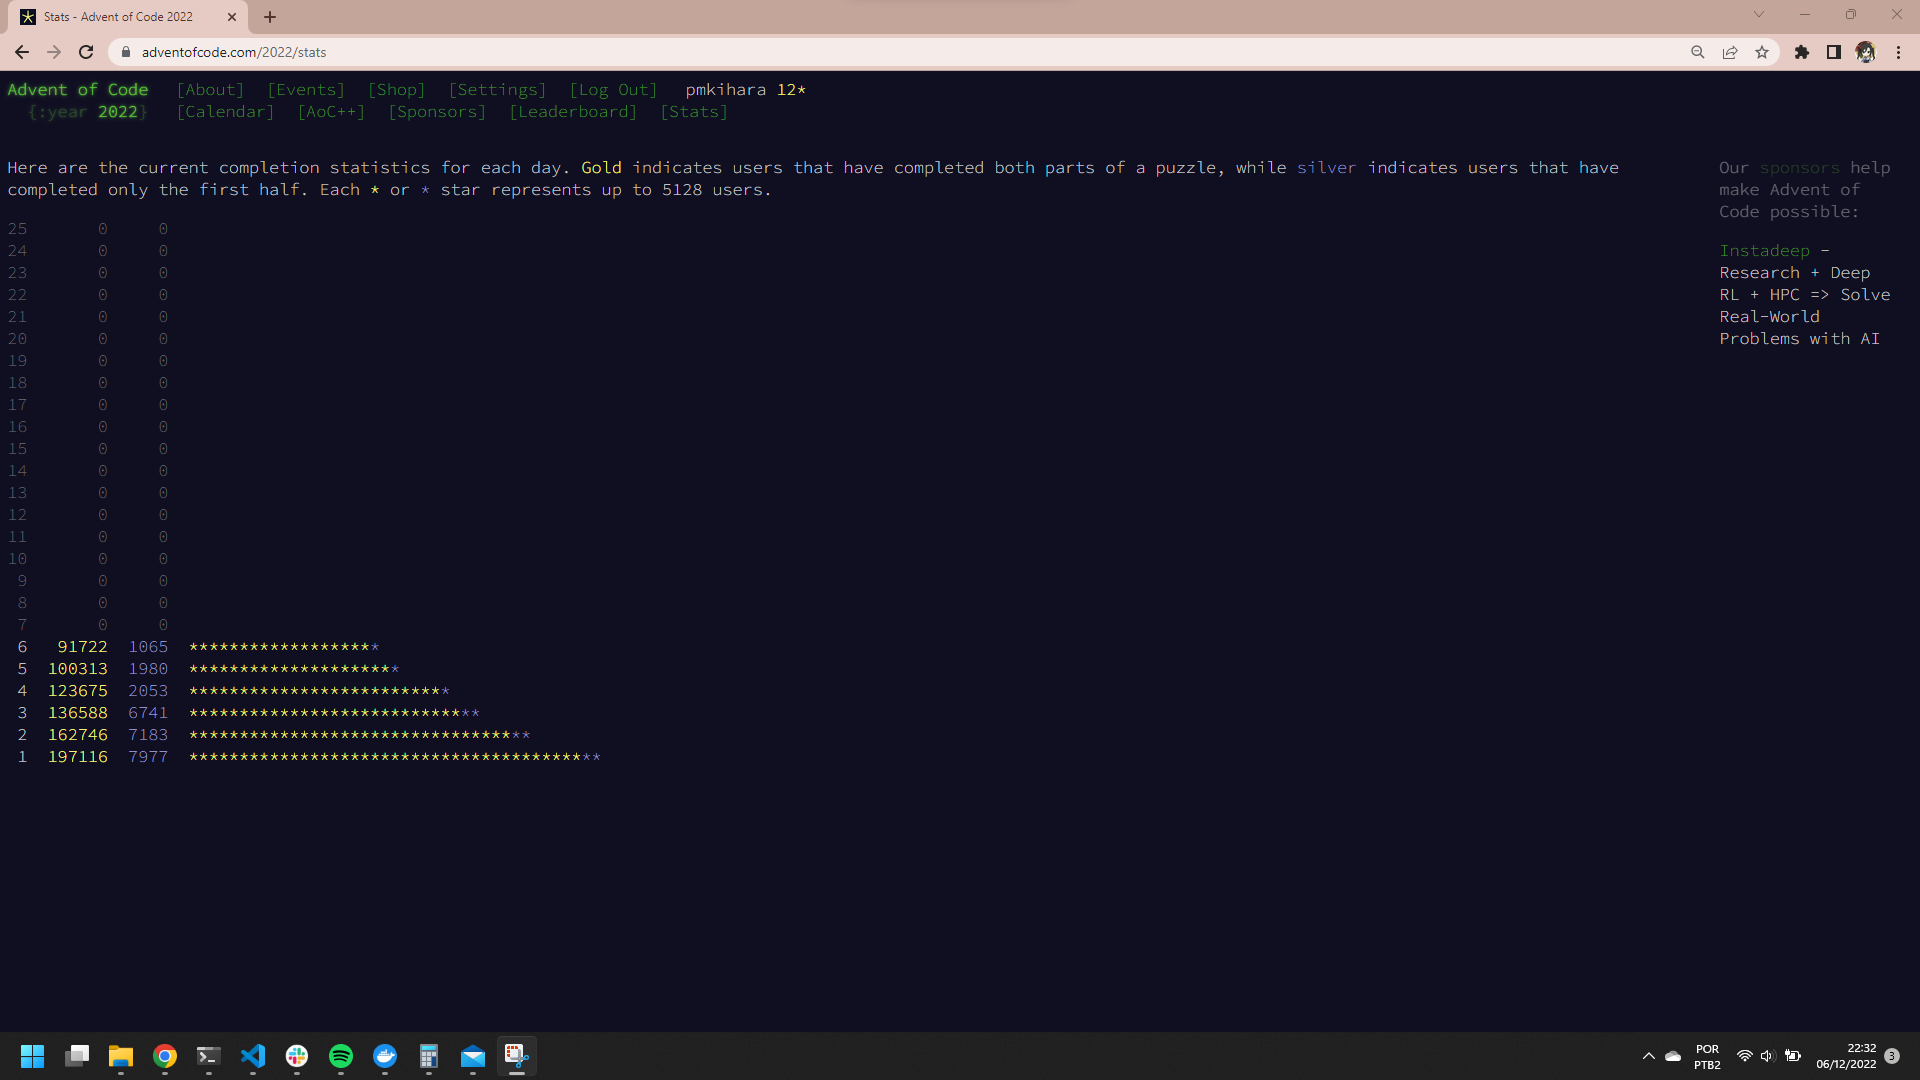 Stats - Advent of Code 2022
adventofcode.com/2022/stats
Advent of Code [About] [Events] [Shop] [Settings] [Log Out] pmkihara 12*
{:year 2022} [Calendar] [AoC++] [Sponsors] [Leaderboard] [Stats]
Here are the current completion statistics for each day. Gold indicates users that have completed both parts of a puzzle, while silver indicates users that have
completed only the first half. Each * or * star represents up to 5128 users.
25 0 0
24 0 0
23 0 0
22 0 0
21 0 0
20 0 0
19 0 0
18 0 0
17 0 0
16 0 0
15 0 0
14 0 0
13 0 0
12 0 0
11 0 0
10 0 0
9 0 0
8 0 0
7 0 0
6 91722 1065 *******************
5 100313 1980 *********************
4 123675 2053 **************************
3 136588 6741 *****************************
2 162746 7183 **********************************
1 197116 7977 *****************************************
Our sponsors help
make Advent of
Code possible:
Instadeep -
Research + Deep
RL + HPC => Solve
Real-World
Problems with AI
POR
PTB2
22:32
06/12/2022
3